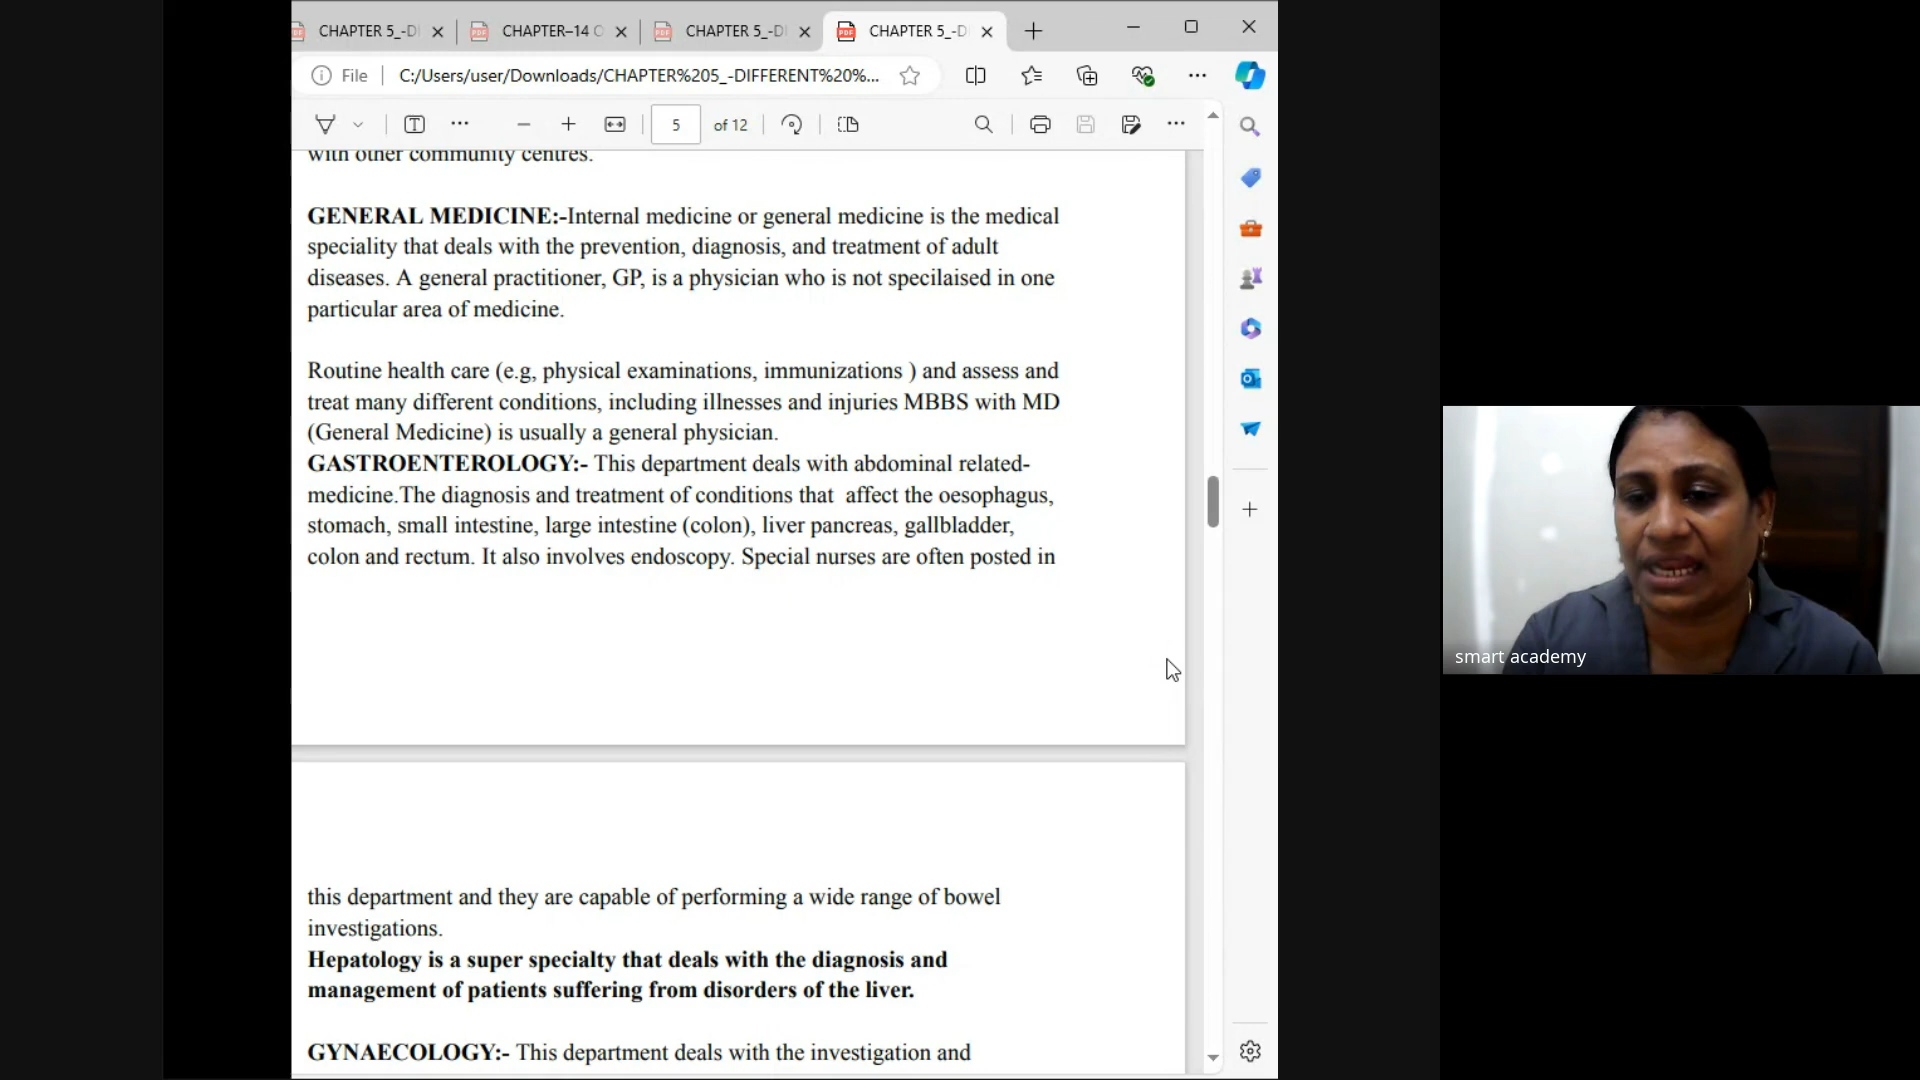 CHAPTER 5_-DI
CHAPTER–14 O
CHAPTER 5_-DI
CHAPTER 5_-D
File
C:/Users/user/Downloads/CHAPTER%205_-DIFFERENT%20%...
5 of 12
with other community centres.
GENERAL MEDICINE:-Internal medicine or general medicine is the medical
speciality that deals with the prevention, diagnosis, and treatment of adult
diseases. A general practitioner, GP, is a physician who is not specilaised in one
particular area of medicine.
Routine health care (e.g, physical examinations, immunizations ) and assess and
treat many different conditions, including illnesses and injuries MBBS with MD
(General Medicine) is usually a general physician.
GASTROENTEROLOGY:- This department deals with abdominal related-
medicine.The diagnosis and treatment of conditions that  affect the oesophagus,
stomach, small intestine, large intestine (colon), liver pancreas, gallbladder,
colon and rectum. It also involves endoscopy. Special nurses are often posted in
this department and they are capable of performing a wide range of bowel
investigations.
Hepatology is a super specialty that deals with the diagnosis and
management of patients suffering from disorders of the liver.
GYNAECOLOGY:- This department deals with the investigation and
smart academy